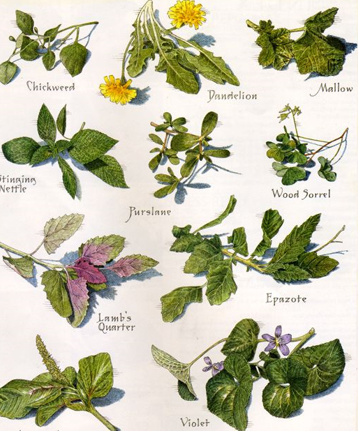 Chickweed
Dandelion
Mallow
Stinging
Nettle
Purslane
Wood Sorrel
Lamb's
Quarter
Epazote
Violet